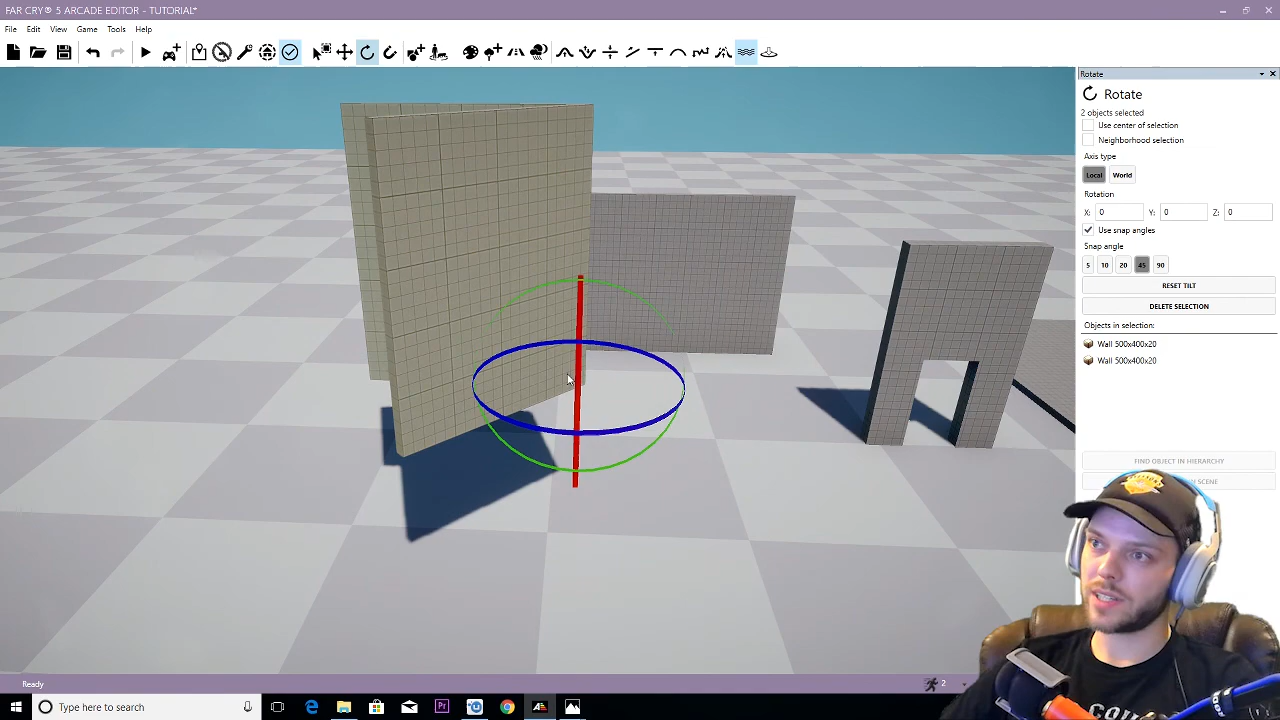 FAR CRY® 5 ARCADE EDITOR - TUTORIAL*
File Edit View Game Tools Help
Rotate
Rotate
2 objects selected
Use center of selection
Neighborhood selection
Axis type
Local World
Rotation
X: 0 Y: 0 Z: 0
Use snap angles
Snap angle
5 10 20 45 90
RESET TILT
DELETE SELECTION
Objects in selection:
Wall 500x400x20
Wall 500x400x20
FIND OBJECT IN HIERARCHY
SCENE
Ready
2
Type here to search
Pr